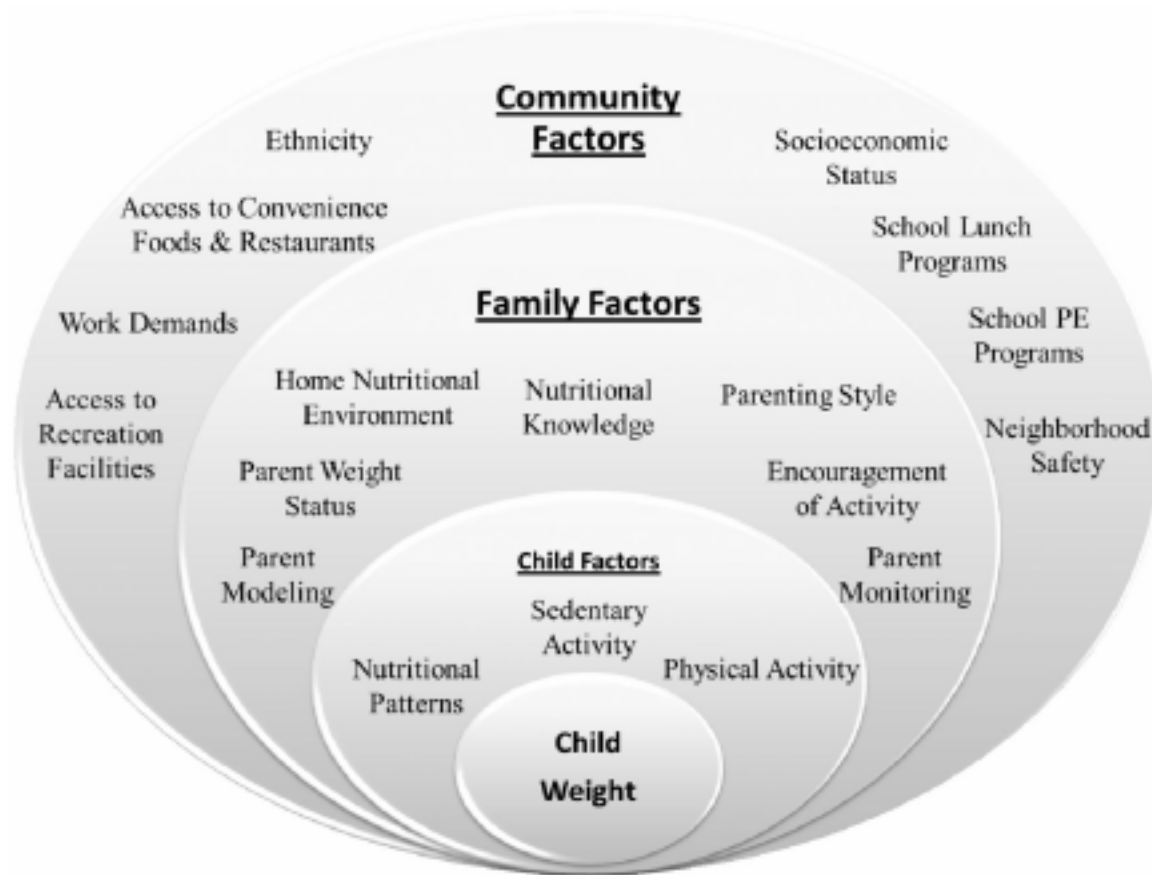 Community
Factors
Ethnicity
Socioeconomic
Status
Access to Convenience
Foods & Restaurants
School Lunch
Programs
Work Demands
School PE
Programs
Access to
Recreation
Facilities
Neighborhood
Safety
Family Factors
Home Nutritional
Environment
Nutritional
Knowledge
Parenting Style
Parent Weight
Status
Encouragement
of Activity
Parent
Modeling
Parent
Monitoring
Child Factors
Sedentary
Activity
Nutritional
Patterns
Physical Activity
Child
Weight